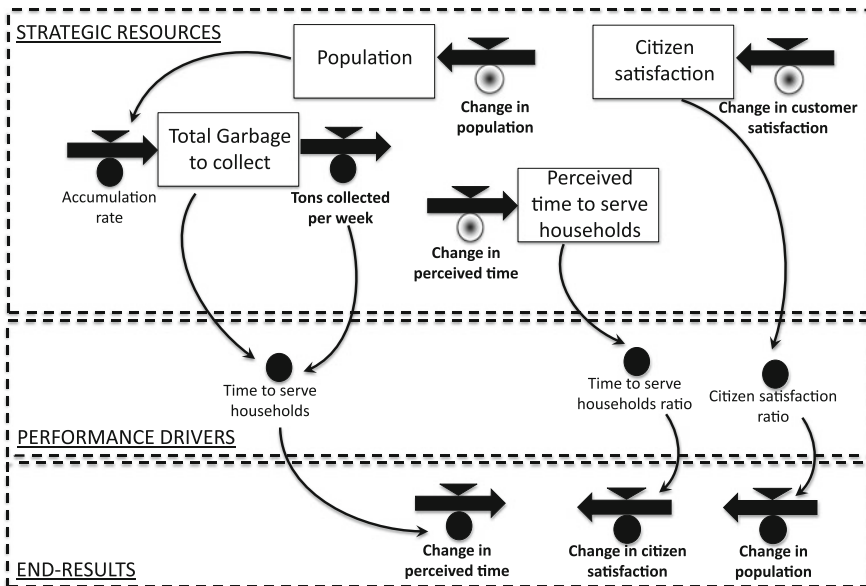 STRATEGIC RESOURCES
Population
Change in
population
Citizen
satisfaction
Change in customer
satisfaction
Total Garbage
to collect
Accumulation
rate
Tons collected
per week
Perceived
time to serve
households
Change in
perceived time
Time to serve
households
Time to serve
households ratio
Citizen satisfaction
ratio
PERFORMANCE DRIVERS
Change in
perceived time
Change in citizen
satisfaction
Change in
population
END-RESULTS